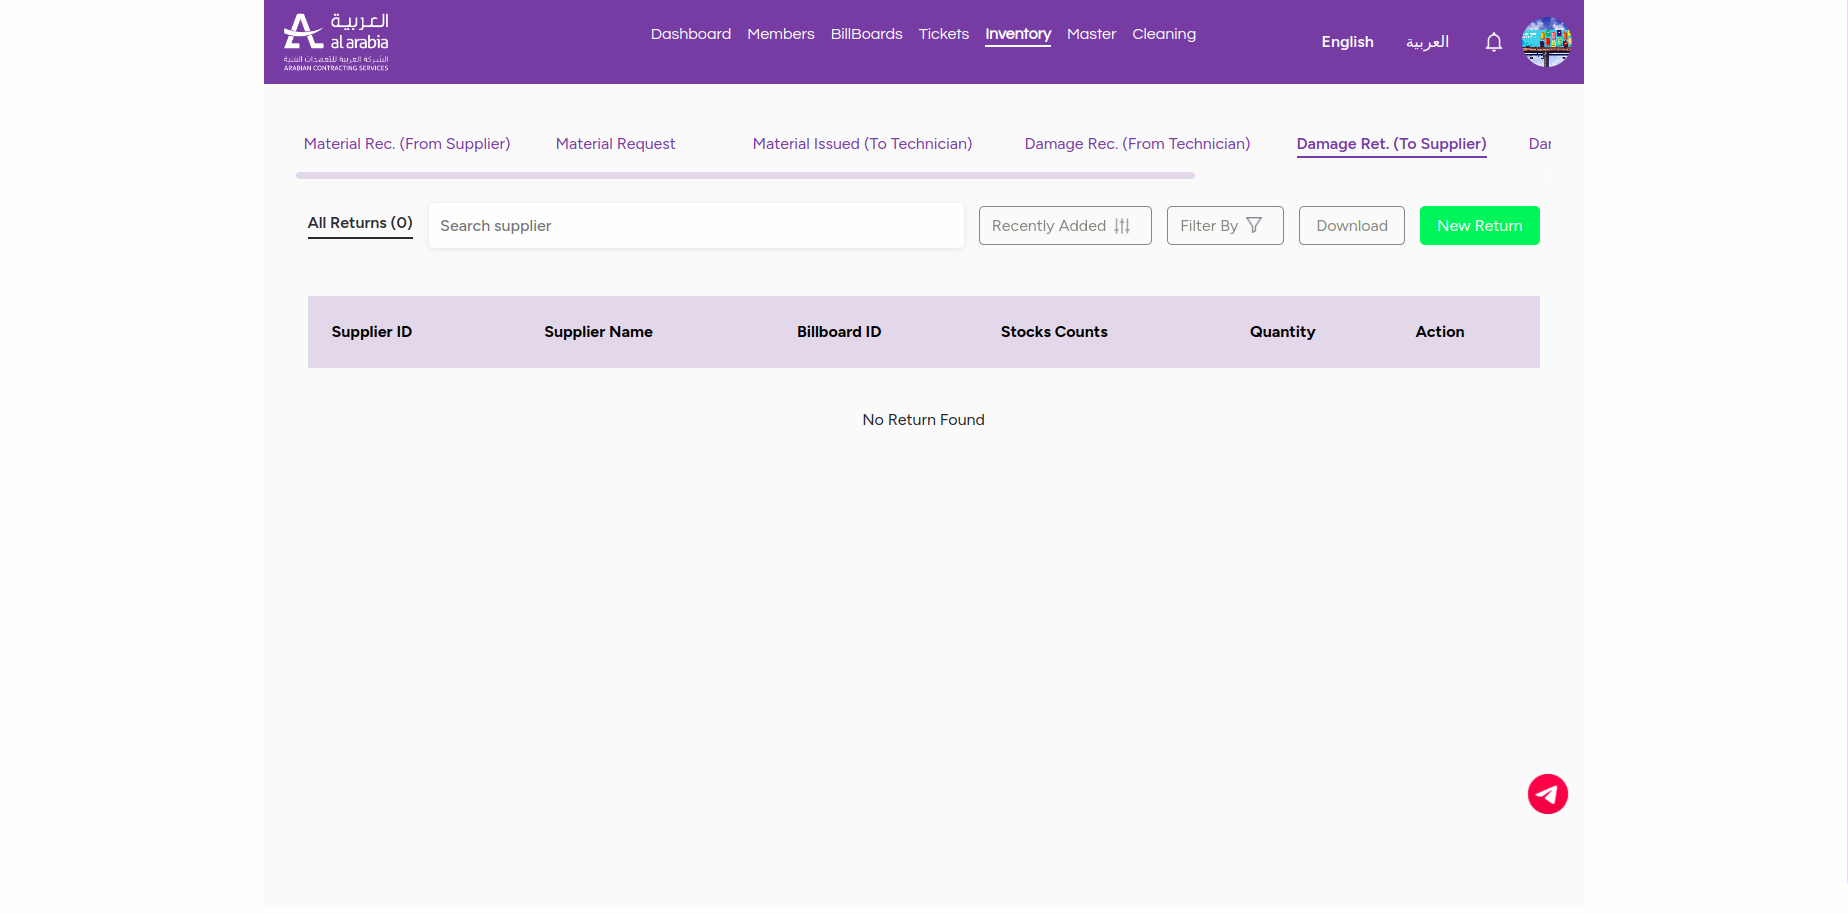 العربية
al arabia
الشركة العربية للتعهدات الفنية
ARABIAN CONTRACTING SERVICES
Dashboard Members BillBoards Tickets Inventory Master Cleaning
English العربية
Material Rec. (From Supplier) Material Request Material Issued (To Technician) Damage Rec. (From Technician) Damage Ret. (To Supplier)
All Returns (0) Search supplier Recently Added Filter By Download New Return
Supplier ID Supplier Name Billboard ID Stocks Counts Quantity Action
No Return Found